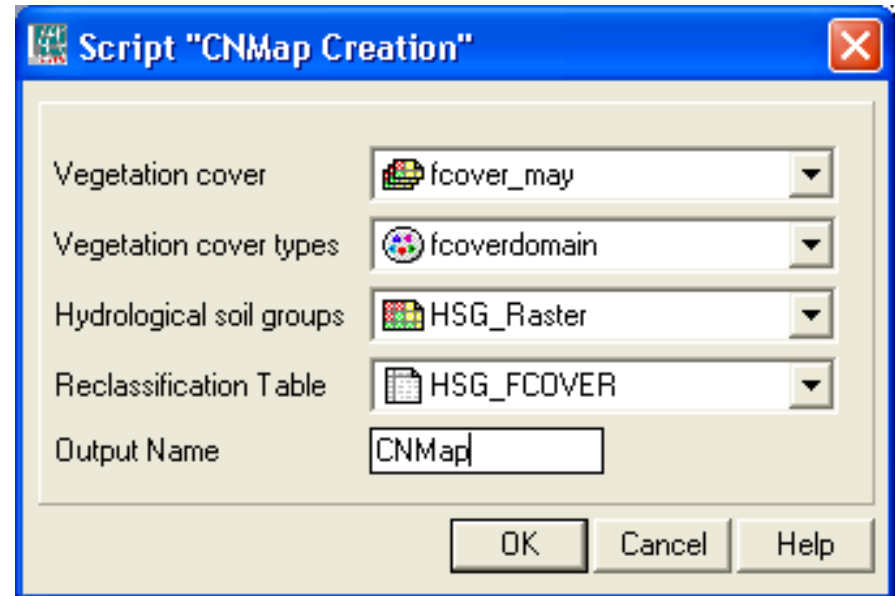 Script "CNMap Creation"
Vegetation cover fcover_may
Vegetation cover types fcoverdomain
Hydrological soil groups HSG_Raster
Reclassification Table HSG_FCOVER
Output Name CNMap
OK Cancel Help